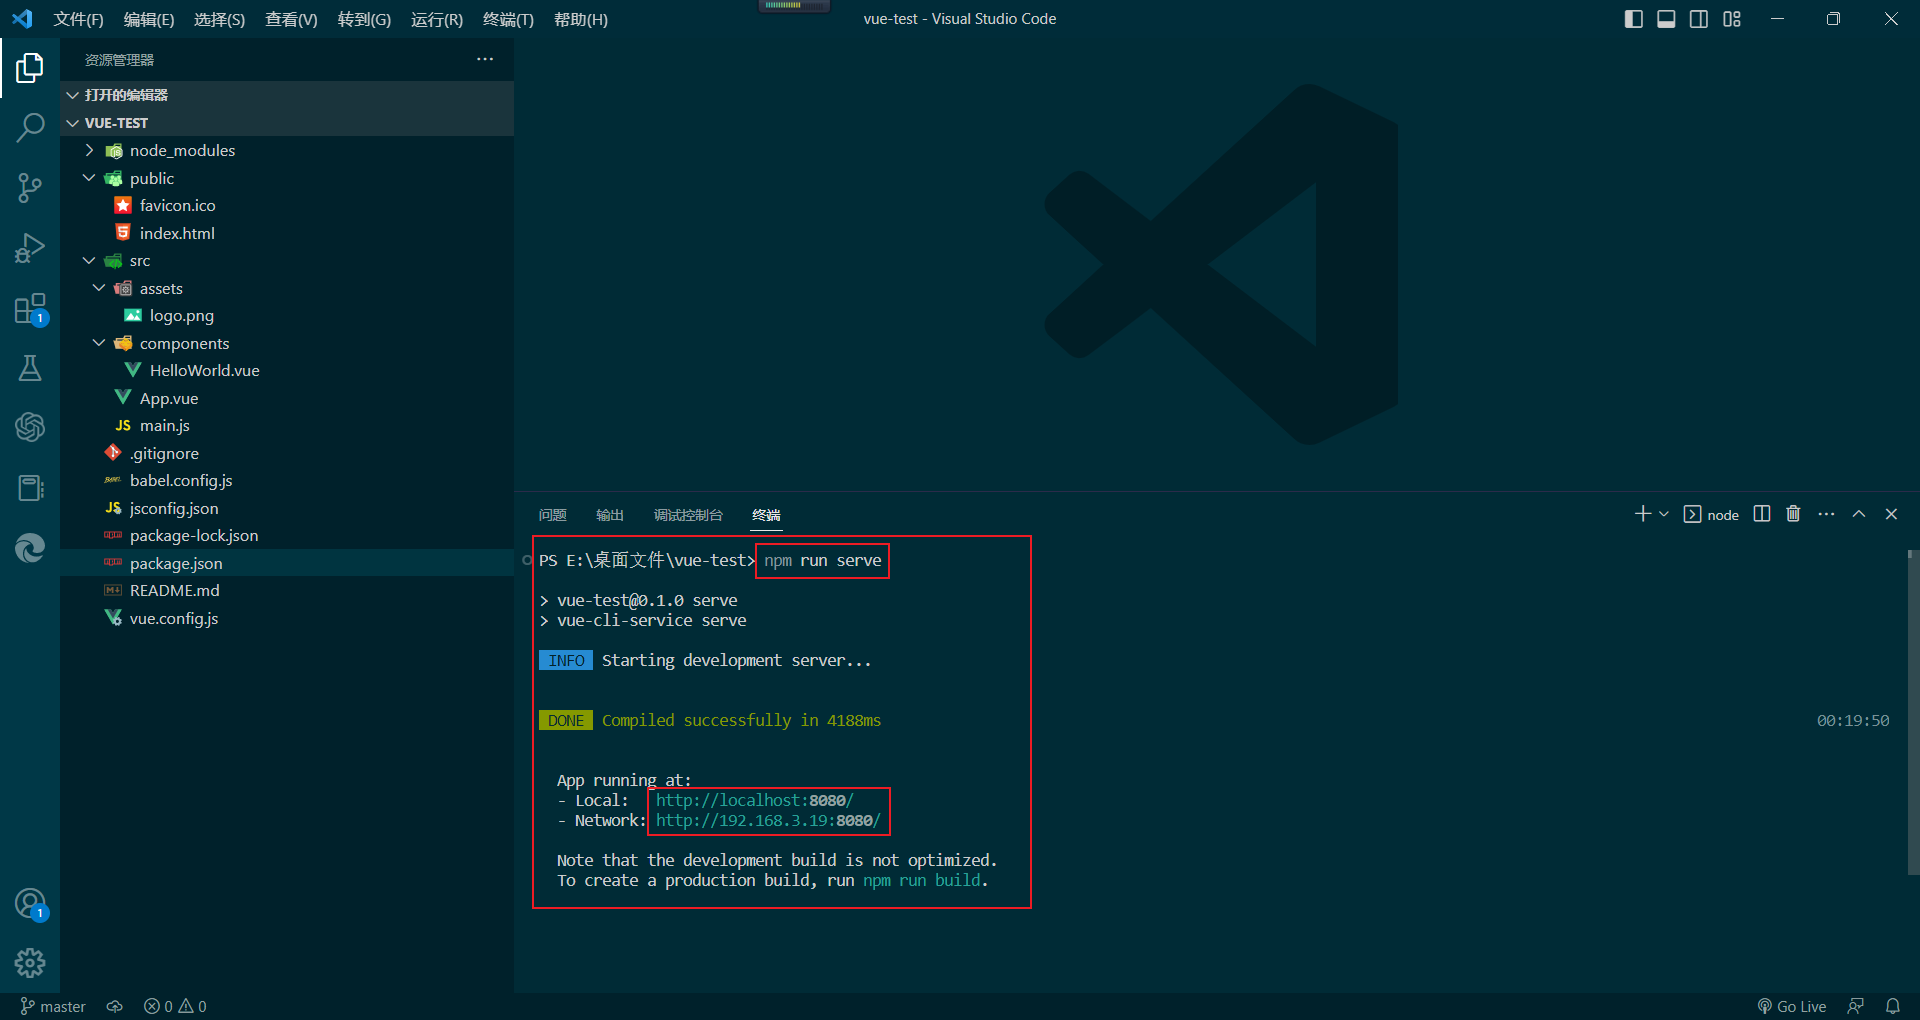 文件(F) 编辑(E) 选择(S) 查看(V) 转到(G) 运行(R) 终端(T) 帮助(H)
vue-test - Visual Studio Code
资源管理器
打开的编辑器
VUE-TEST
node_modules
public
favicon.ico
index.html
src
assets
logo.png
components
HelloWorld.vue
App.vue
JS main.js
.gitignore
BABEL babel.config.js
JS jsconfig.json
package-lock.json
package.json
README.md
vue.config.js
1
1
问题 输出 调试控制台 终端
node
PS E:\桌面文件\vue-test> npm run serve
> vue-test@0.1.0 serve
> vue-cli-service serve
INFO Starting development server...
DONE Compiled successfully in 4188ms
00:19:50
App running at:
- Local: http://localhost:8080/
- Network: http://192.168.3.19:8080/
Note that the development build is not optimized.
To create a production build, run npm run build.
master 0 0
Go Live